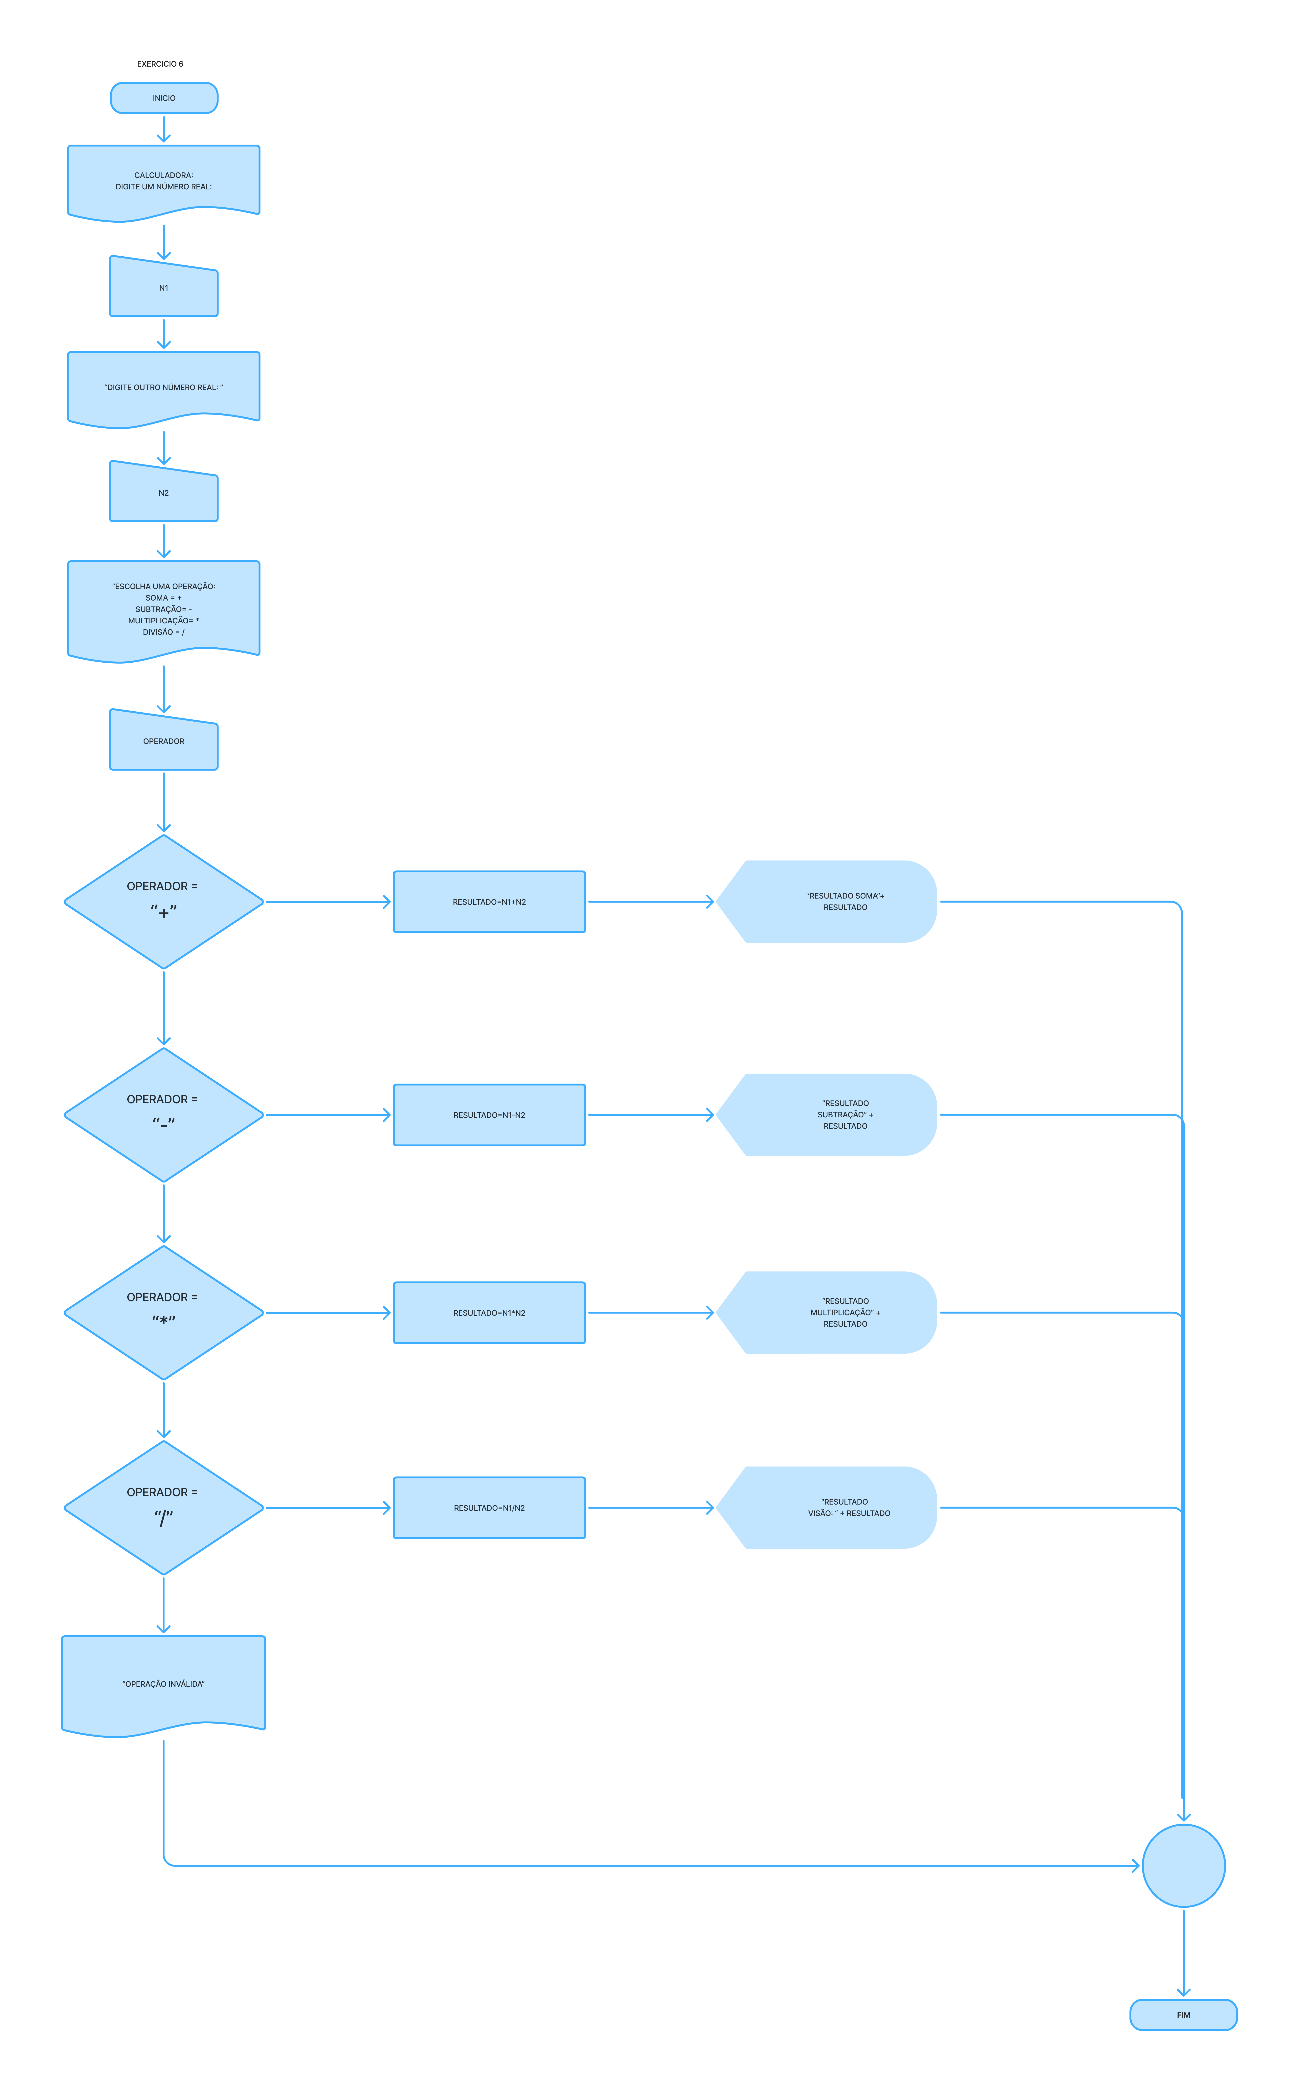 EXERCICIO 6
INICIO
CALCULADORA:
DIGITE UM NÚMERO REAL:
N1
"DIGITE OUTRO NÚMERO REAL: "
N2
"ESCOLHA UMA OPERAÇÃO:
SOMA = +
SUBTRAÇÃO= -
MULTIPLICAÇÃO= *
DIVISÃO = /
OPERADOR
OPERADOR =
“+”
RESULTADO=N1+N2
"RESULTADO SOMA"+
RESULTADO
OPERADOR =
“-”
RESULTADO=N1-N2
"RESULTADO
SUBTRAÇÃO" +
RESULTADO
OPERADOR =
“*”
RESULTADO=N1*N2
"RESULTADO
MULTIPLICAÇÃO" +
RESULTADO
OPERADOR =
“/”
RESULTADO=N1/N2
"RESULTADO
VISÃO: " + RESULTADO
"OPERAÇÃO INVÁLIDA"
FIM